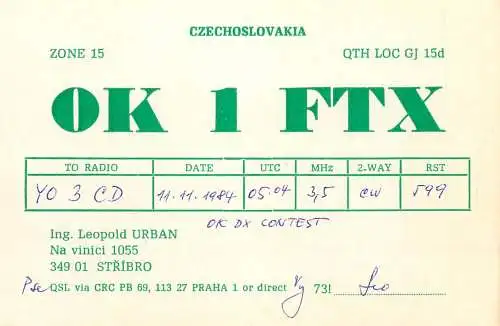 CZECHOSLOVAKIA
ZONE 15 QTH LOC GJ 15d
OK 1 FTX
TO RADIO DATE UTC MHz 2-WAY RST
YO 3 CD 11.11.1984 05.04 3,5 CW 599
OK DX CONTEST
Ing. Leopold URBAN
Na vinici 1055
349 01 STŘÍBRO
Pse QSL via CRC PB 69, 113 27 PRAHA 1 or direct Vy 73! Leo